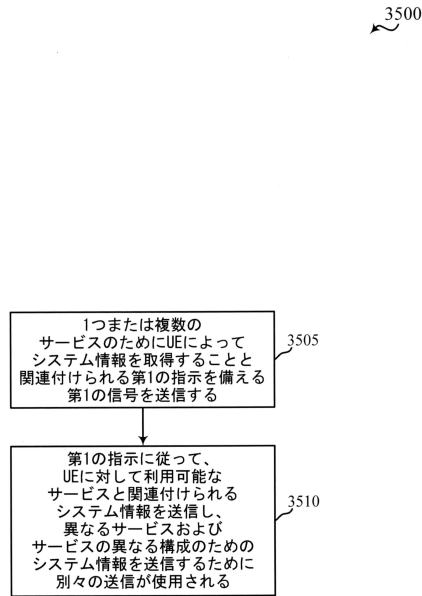 3500
1つまたは複数の
サービスのためにUEによって
システム情報を取得することと
関連付けられる第1の指示を備える
第1の信号を送信する
3505
第1の指示に従って、
UEに対して利用可能な
サービスと関連付けられる
システム情報を送信し、
異なるサービスおよび
サービスの異なる構成のための
システム情報を送信するために
別々の送信が使用される
3510